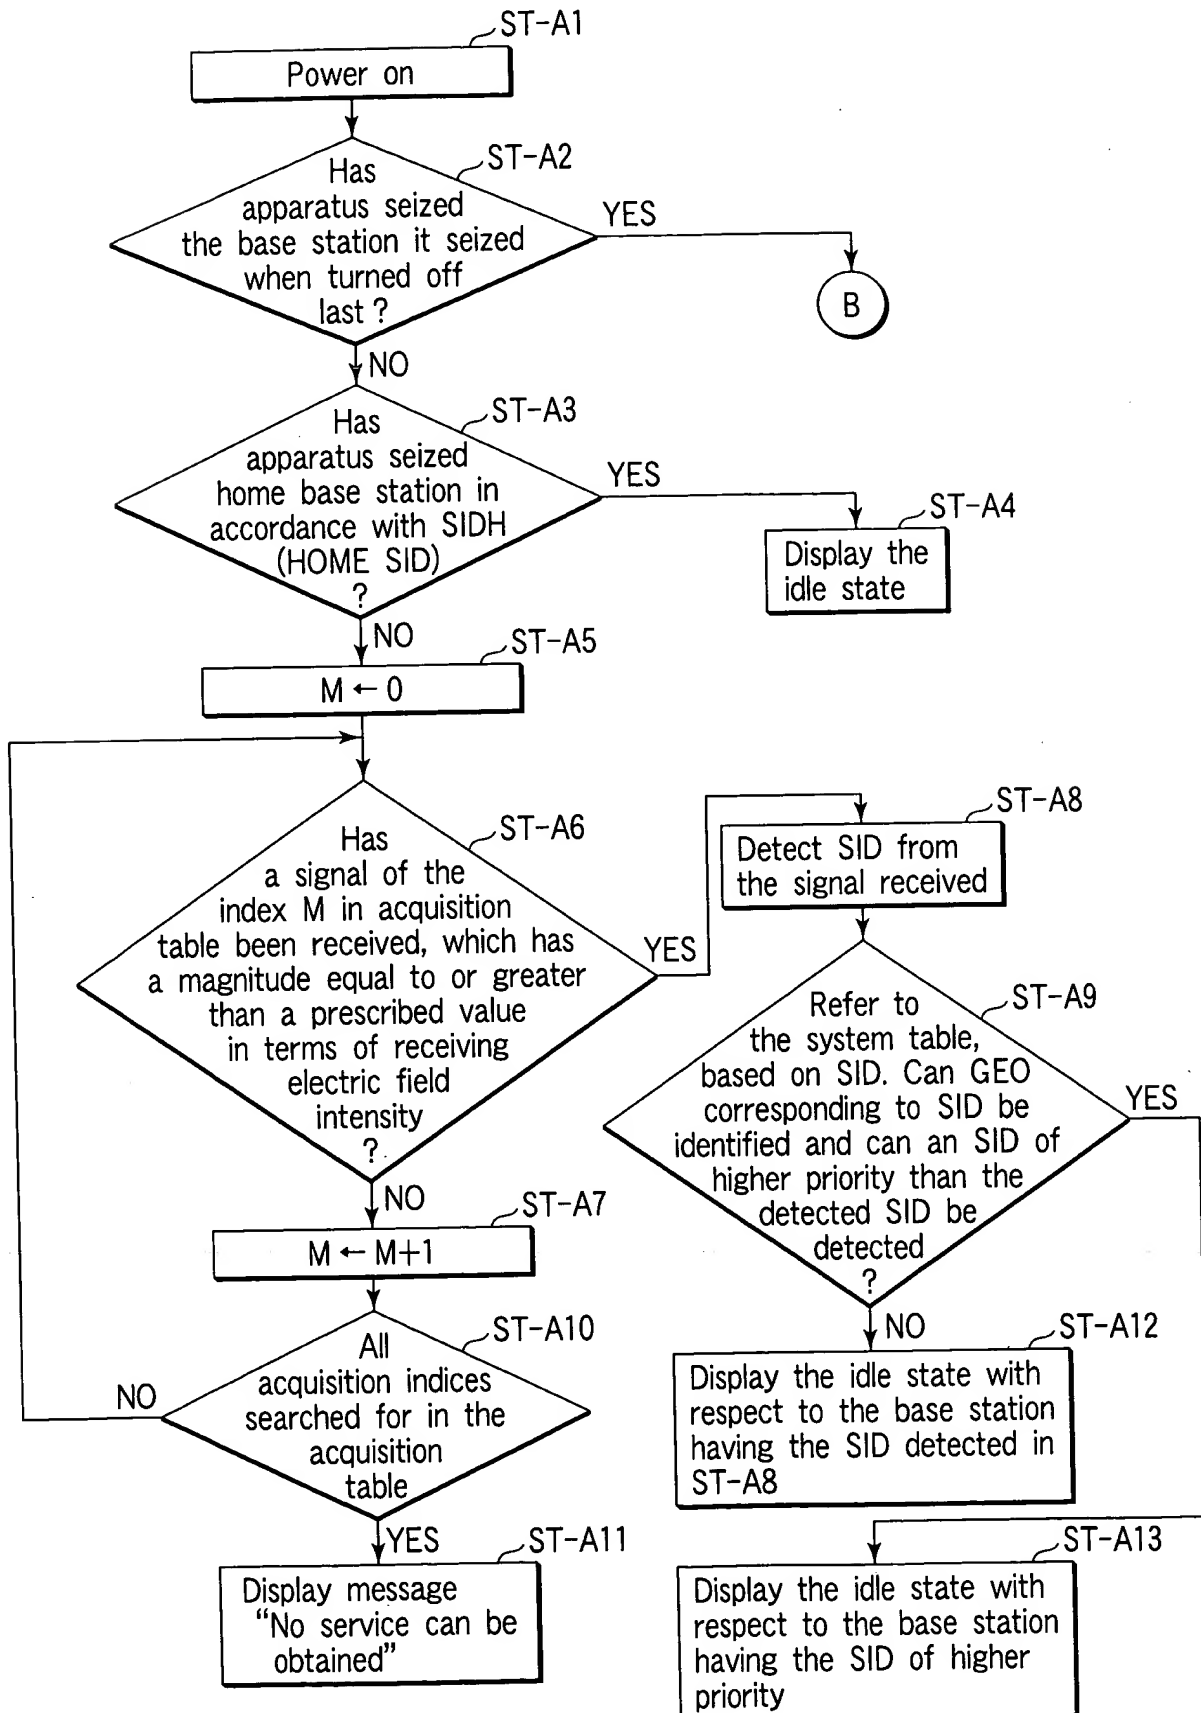 ST-A1
Power on
ST-A2
Has
apparatus seized
the base station it seized
when turned off
last ?
YES
B
NO
ST-A3
Has
apparatus seized
home base station in
accordance with SIDH
(HOME SID)
?
YES
ST-A4
Display the
idle state
NO
ST-A5
M ← 0
ST-A6
Has
a signal of the
index M in acquisition
table been received, which has
a magnitude equal to or greater
than a prescribed value
in terms of receiving
electric field
intensity
?
YES
ST-A8
Detect SID from
the signal received
ST-A9
Refer to
the system table,
based on SID. Can GEO
corresponding to SID be
identified and can an SID of
higher priority than the
detected SID be
detected
?
YES
NO
ST-A7
M ← M+1
ST-A10
All
acquisition indices
searched for in the
acquisition
table
NO
YES
ST-A11
Display message
“No service can be
obtained”
NO
ST-A12
Display the idle state with
respect to the base station
having the SID detected in
ST-A8
ST-A13
Display the idle state with
respect to the base station
having the SID of higher
priority